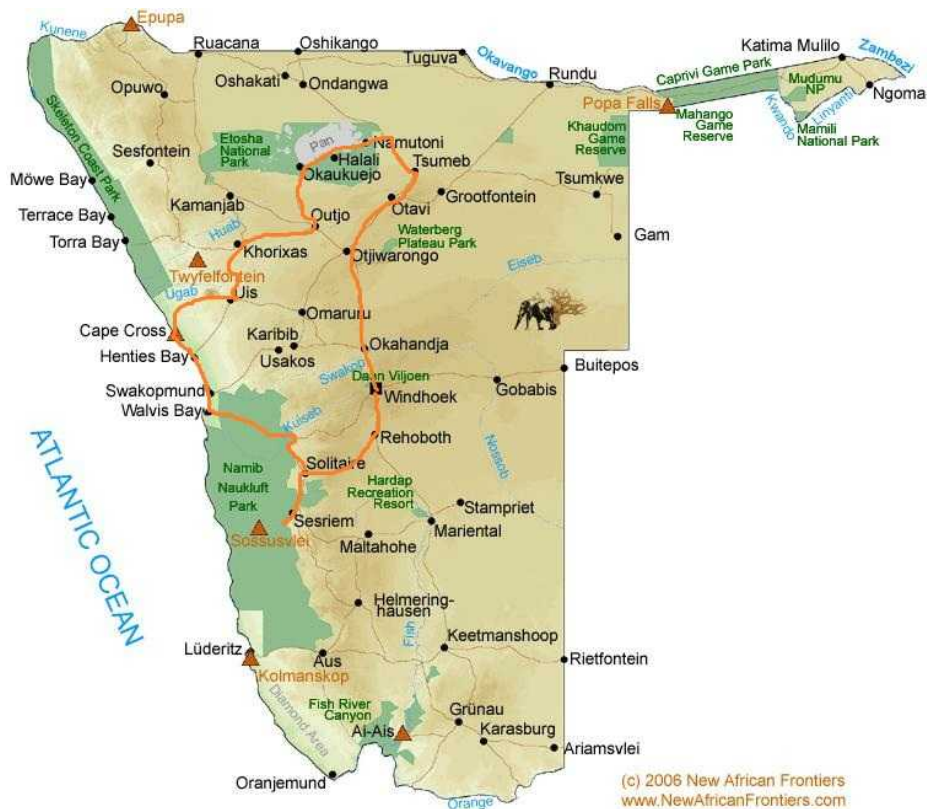 Epupa
Kunene
Ruacana
Oshikango
Tuguva
Okavango
Katima Mulilo
Zambezi
Oshakati
Ondangwa
Opuwo
Rundu
Caprivi Game Park
Mudumu
NP
Ngoma
Popa Falls
Kwando
Linyanti
Mahango
Game
Reserve
Mamili
National Park
Skeleton Coast Park
Etosha
National
Park
Pan
Namutoni
Halali
Okaukuejo
Tsumeb
Khaudom
Game
Reserve
Sesfontein
Möwe Bay
Kamanjab
Otavi
Grootfontein
Tsumkwe
Terrace Bay
Outjo
Huab
Torra Bay
Khorixas
Waterberg
Plateau Park
Otjiwarongo
Gam
Eiseb
Twyfelfontein
Ugab
Uis
Omaruru
Cape Cross
Karibib
Usakos
Okahandja
Henties Bay
Swakop
Daan Viljoen
Buitepos
Swakopmund
Windhoek
Gobabis
Walvis Bay
Kuiseb
Rehoboth
Nossob
ATLANTIC OCEAN
Solitaire
Namib
Naukluft
Park
Hardap
Recreation
Resort
Stampriet
Sesriem
Mariental
Sossusvlei
Maltahohe
Helmering-
hausen
Fish
Keetmanshoop
Lüderitz
Aus
Rietfontein
Kolmanskop
Diamond Area
Fish River
Canyon
Grünau
Ai-Ais
Karasburg
Ariamsvlei
Oranjemund
Orange
(c) 2006 New African Frontiers
www.NewAfricanFrontiers.com